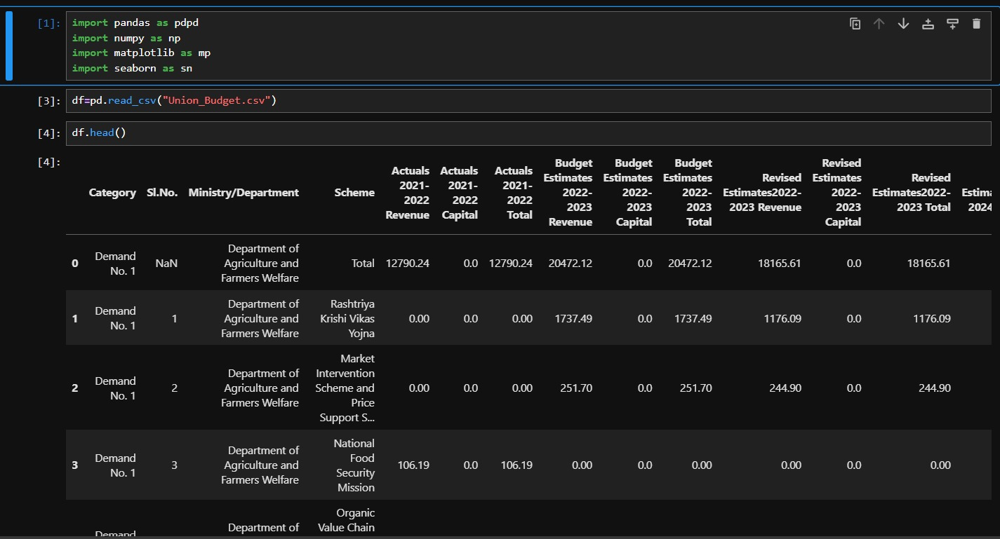 [1]:
import pandas as pdpd
import numpy as np
import matplotlib as mp
import seaborn as sn
[3]:
df=pd.read_csv("Union_Budget.csv")
[4]:
df.head()
[4]:
Category Sl.No. Ministry/Department Scheme Actuals 2021-2022 Revenue Actuals 2021-2022 Capital Actuals 2021-2022 Total Budget Estimates 2022-2023 Revenue Budget Estimates 2022-2023 Capital Budget Estimates 2022-2023 Total Revised Estimates2022-2023 Revenue Revised Estimates 2022-2023 Capital Revised Estimates2022-2023 Total
0 Demand No. 1 NaN Department of Agriculture and Farmers Welfare Total 12790.24 0.0 12790.24 20472.12 0.0 20472.12 18165.61 0.0 18165.61
1 Demand No. 1 1 Department of Agriculture and Farmers Welfare Rashtriya Krishi Vikas Yojna 0.00 0.0 0.00 1737.49 0.0 1737.49 1176.09 0.0 1176.09
2 Demand No. 1 2 Department of Agriculture and Farmers Welfare Market Intervention Scheme and Price Support S... 0.00 0.0 0.00 251.70 0.0 251.70 244.90 0.0 244.90
3 Demand No. 1 3 Department of Agriculture and Farmers Welfare National Food Security Mission 106.19 0.0 106.19 0.00 0.0 0.00 0.00 0.0 0.00
Demand Department of Organic Value Chain